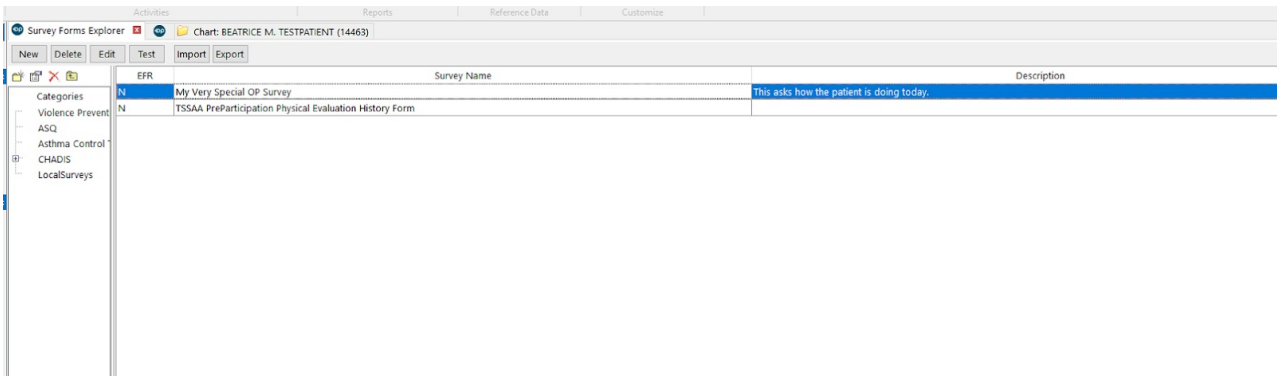 Activities Reports Reference Data Customize
op Survey Forms Explorer op Chart: BEATRICE M. TESTPATIENT (14463)
New Delete Edit Test Import Export
EFR Survey Name Description
Categories
N My Very Special OP Survey This asks how the patient is doing today.
Violence Prevent
N TSSAA PreParticipation Physical Evaluation History Form
ASQ
Asthma Control
CHADIS
LocalSurveys